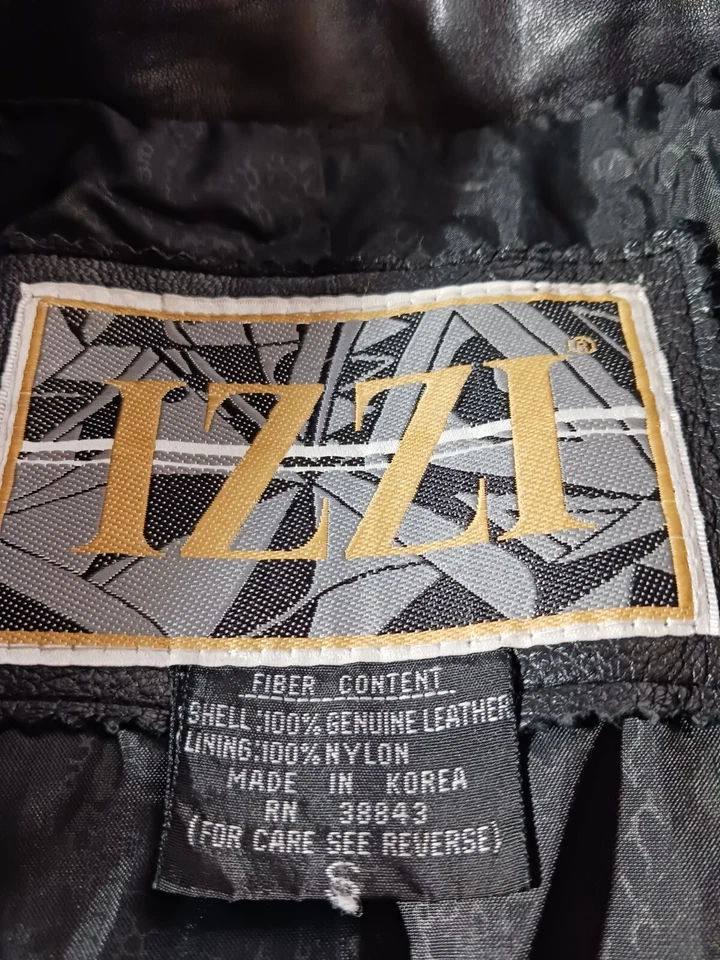 IZZI®
FIBER CONTENT
SHELL:100% GENUINE LEATHER
LINING:100% NYLON
MADE IN KOREA
RN 38843
(FOR CARE SEE REVERSE)
S